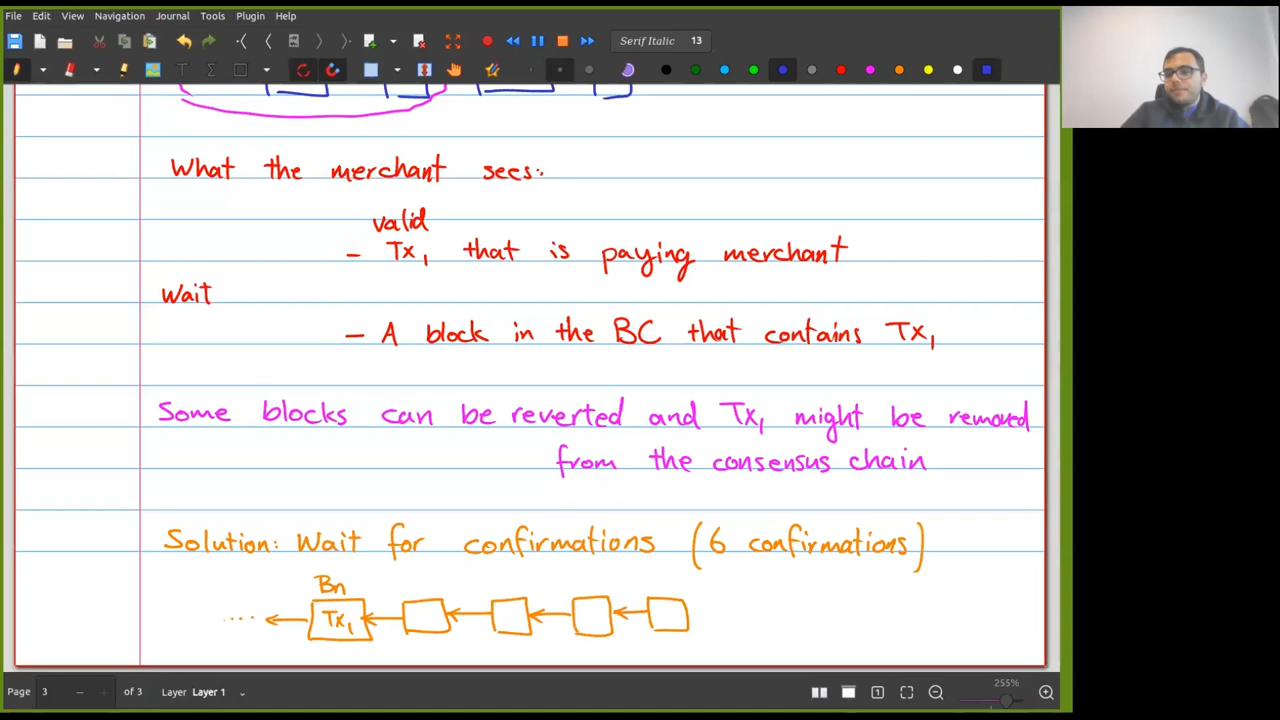 File Edit View Navigation Journal Tools Plugin Help
Serif Italic 13
What the merchant sees:
valid
- Tx1 that is paying merchant
Wait
- A block in the BC that contains Tx1
Some blocks can be reverted and Tx1 might be removed
from the consensus chain
Solution: Wait for confirmations (6 confirmations)
Bn
.... Tx1
Page 3 of 3 Layer Layer 1 255%